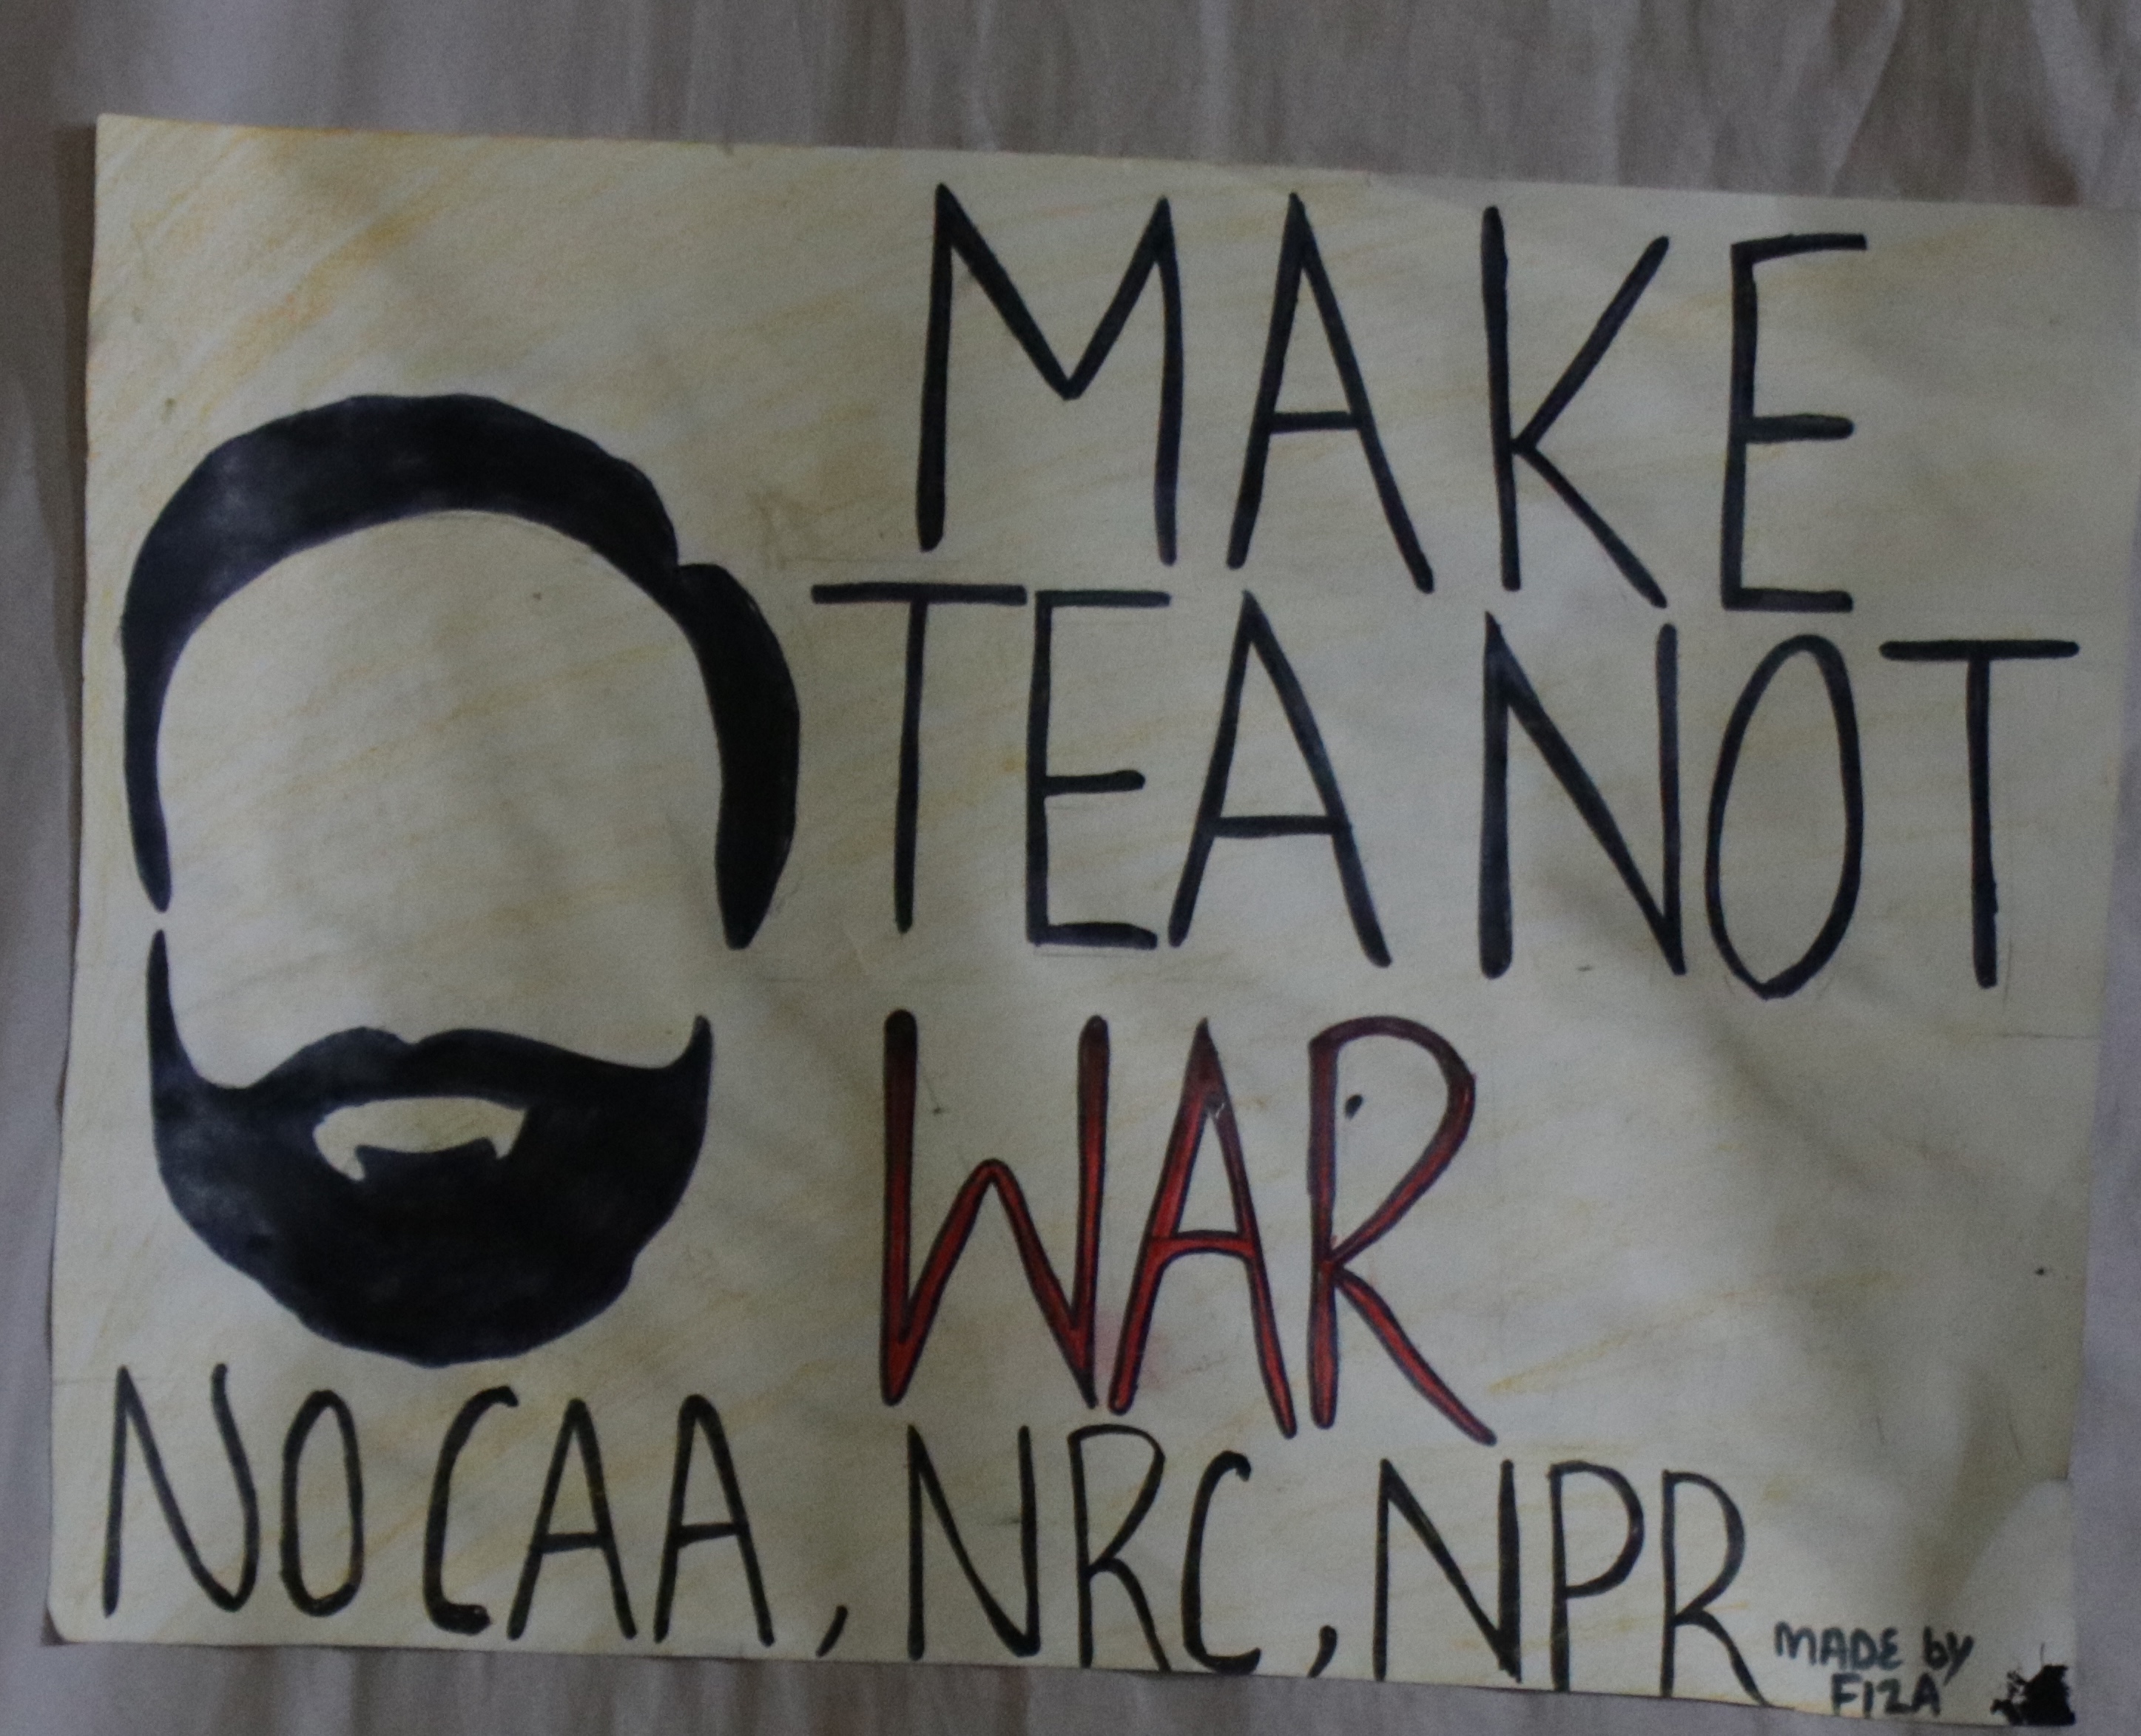 MAKE
TEA NOT
WAR
NO CAA, NRC, NPR
MADE by
FIZA